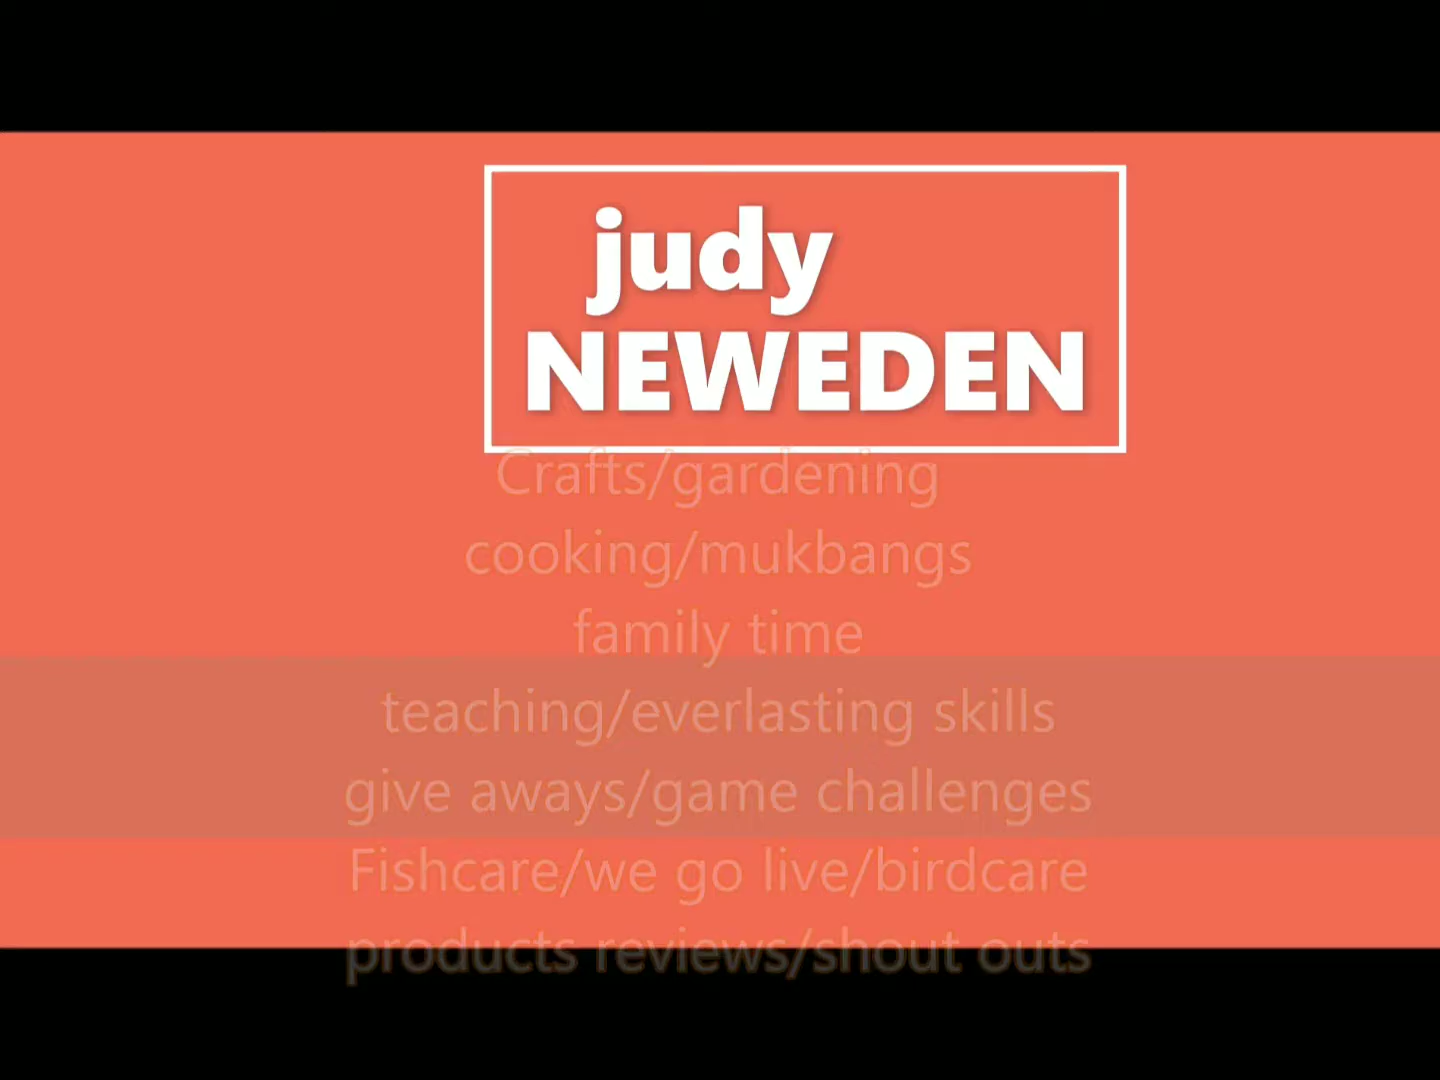 judy
NEWEDEN
Crafts/gardening
cooking/mukbangs
family time
teaching/everlasting skills
give aways/game challenges
Fishcare/we go live/birdcare
products reviews/shout outs